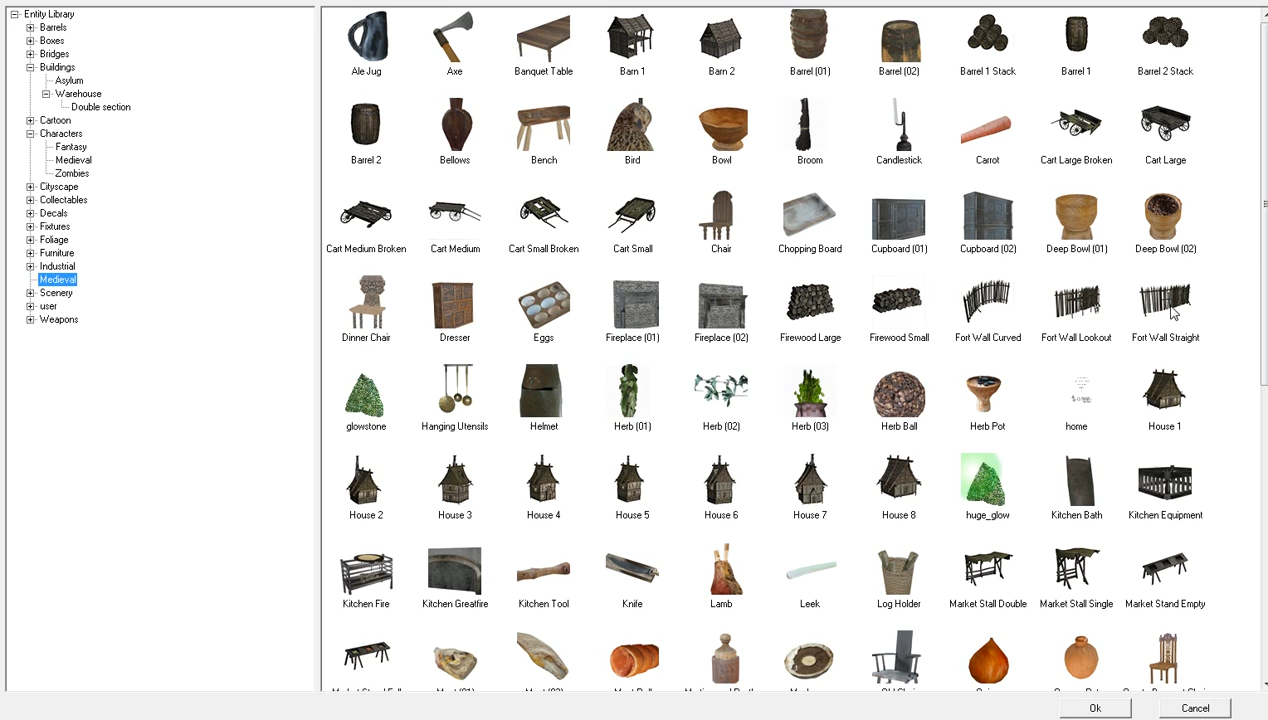 Entity Library
Barrels
Boxes
Bridges
Buildings
Asylum
Warehouse
Double section
Cartoon
Characters
Fantasy
Medieval
Zombies
Cityscape
Collectables
Decals
Fixtures
Foliage
Furniture
Industrial
Medieval
Scenery
user
Weapons
Ale Jug Axe Banquet Table Barn 1 Barn 2 Barrel (01) Barrel (02) Barrel 1 Stack Barrel 1 Barrel 2 Stack
Barrel 2 Bellows Bench Bird Bowl Broom Candlestick Carrot Cart Large Broken Cart Large
Cart Medium Broken Cart Medium Cart Small Broken Cart Small Chair Chopping Board Cupboard (01) Cupboard (02) Deep Bowl (01) Deep Bowl (02)
Dinner Chair Dresser Eggs Fireplace (01) Fireplace (02) Firewood Large Firewood Small Fort Wall Curved Fort Wall Lookout Fort Wall Straight
glowstone Hanging Utensils Helmet Herb (01) Herb (02) Herb (03) Herb Ball Herb Pot home House 1
House 2 House 3 House 4 House 5 House 6 House 7 House 8 huge_glow Kitchen Bath Kitchen Equipment
Kitchen Fire Kitchen Greatfire Kitchen Tool Knife Lamb Leek Log Holder Market Stall Double Market Stall Single Market Stand Empty
Ok Cancel